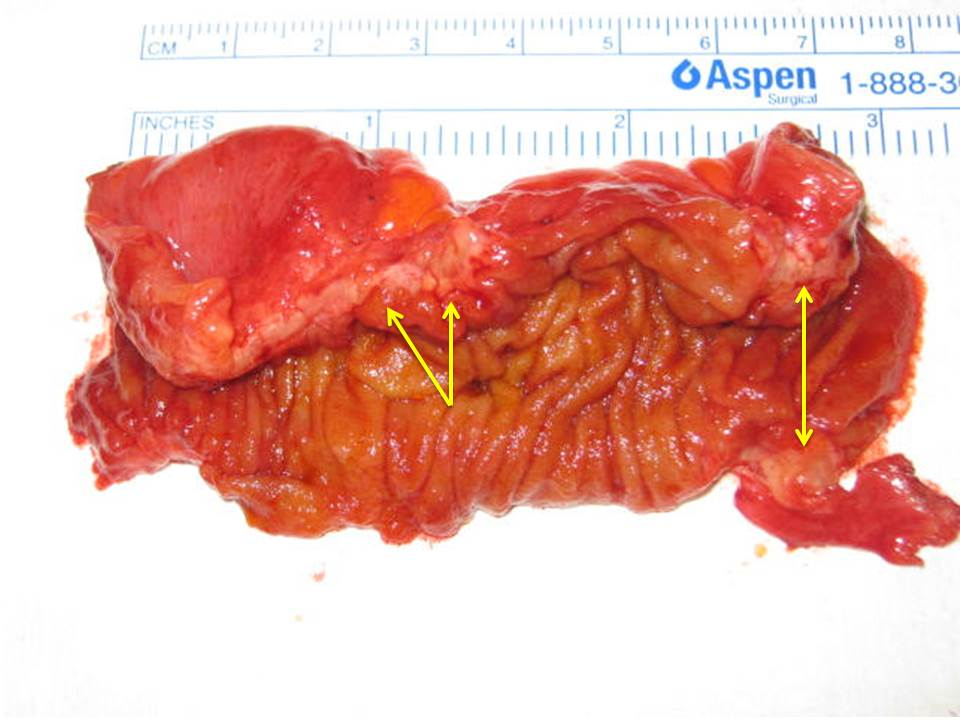 CM 1 2 3 4 5 6 7 8
Aspen 1-888-3
Surgical
INCHES 1 2 3